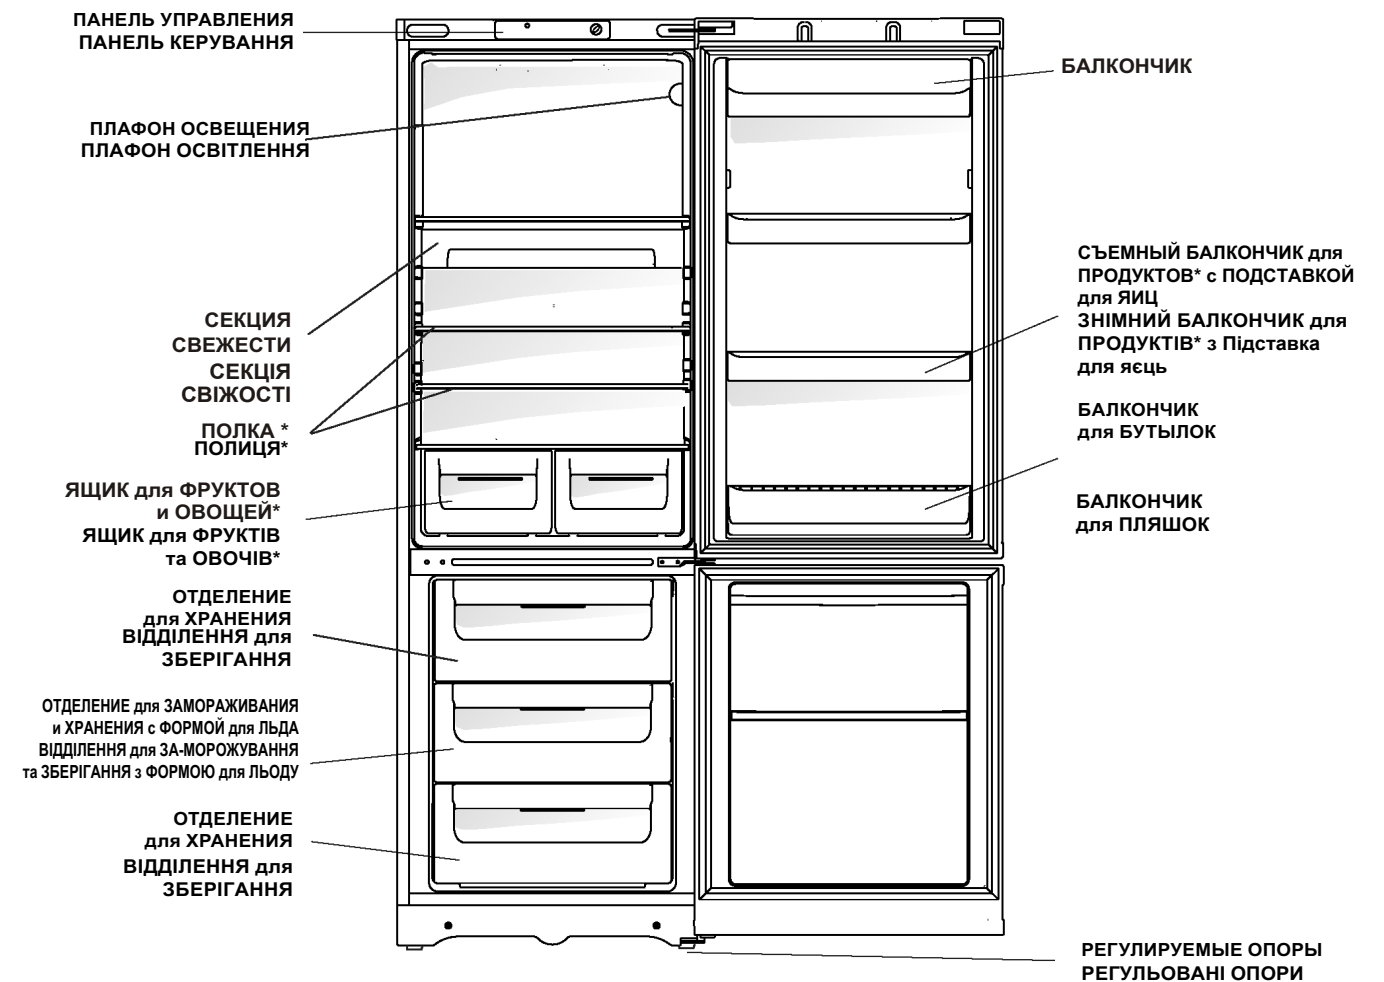 ПАНЕЛЬ УПРАВЛЕНИЯ
ПАНЕЛЬ КЕРУВАННЯ
ПЛАФОН ОСВЕЩЕНИЯ
ПЛАФОН ОСВІТЛЕННЯ
СЕКЦИЯ
СВЕЖЕСТИ
СЕКЦІЯ
СВІЖОСТІ
ПОЛКА *
ПОЛИЦЯ*
ЯЩИК для ФРУКТОВ
и ОВОЩЕЙ*
ЯЩИК для ФРУКТІВ
та ОВОЧІВ*
ОТДЕЛЕНИЕ
для ХРАНЕНИЯ
ВІДДІЛЕННЯ для
ЗБЕРІГАННЯ
ОТДЕЛЕНИЕ для ЗАМОРАЖИВАНИЯ
и ХРАНЕНИЯ с ФОРМОЙ для ЛЬДА
ВІДДІЛЕННЯ для ЗА-МОРОЖУВАННЯ
та ЗБЕРІГАННЯ з ФОРМОЮ для ЛЬОДУ
ОТДЕЛЕНИЕ
для ХРАНЕНИЯ
ВІДДІЛЕННЯ для
ЗБЕРІГАННЯ
БАЛКОНЧИК
СЪЕМНЫЙ БАЛКОНЧИК для
ПРОДУКТОВ* с ПОДСТАВКОЙ
для ЯИЦ
ЗНІМНИЙ БАЛКОНЧИК для
ПРОДУКТІВ* з Підставка
для яєць
БАЛКОНЧИК
для БУТЫЛОК
БАЛКОНЧИК
для ПЛЯШОК
РЕГУЛИРУЕМЫЕ ОПОРЫ
РЕГУЛЬОВАНІ ОПОРИ